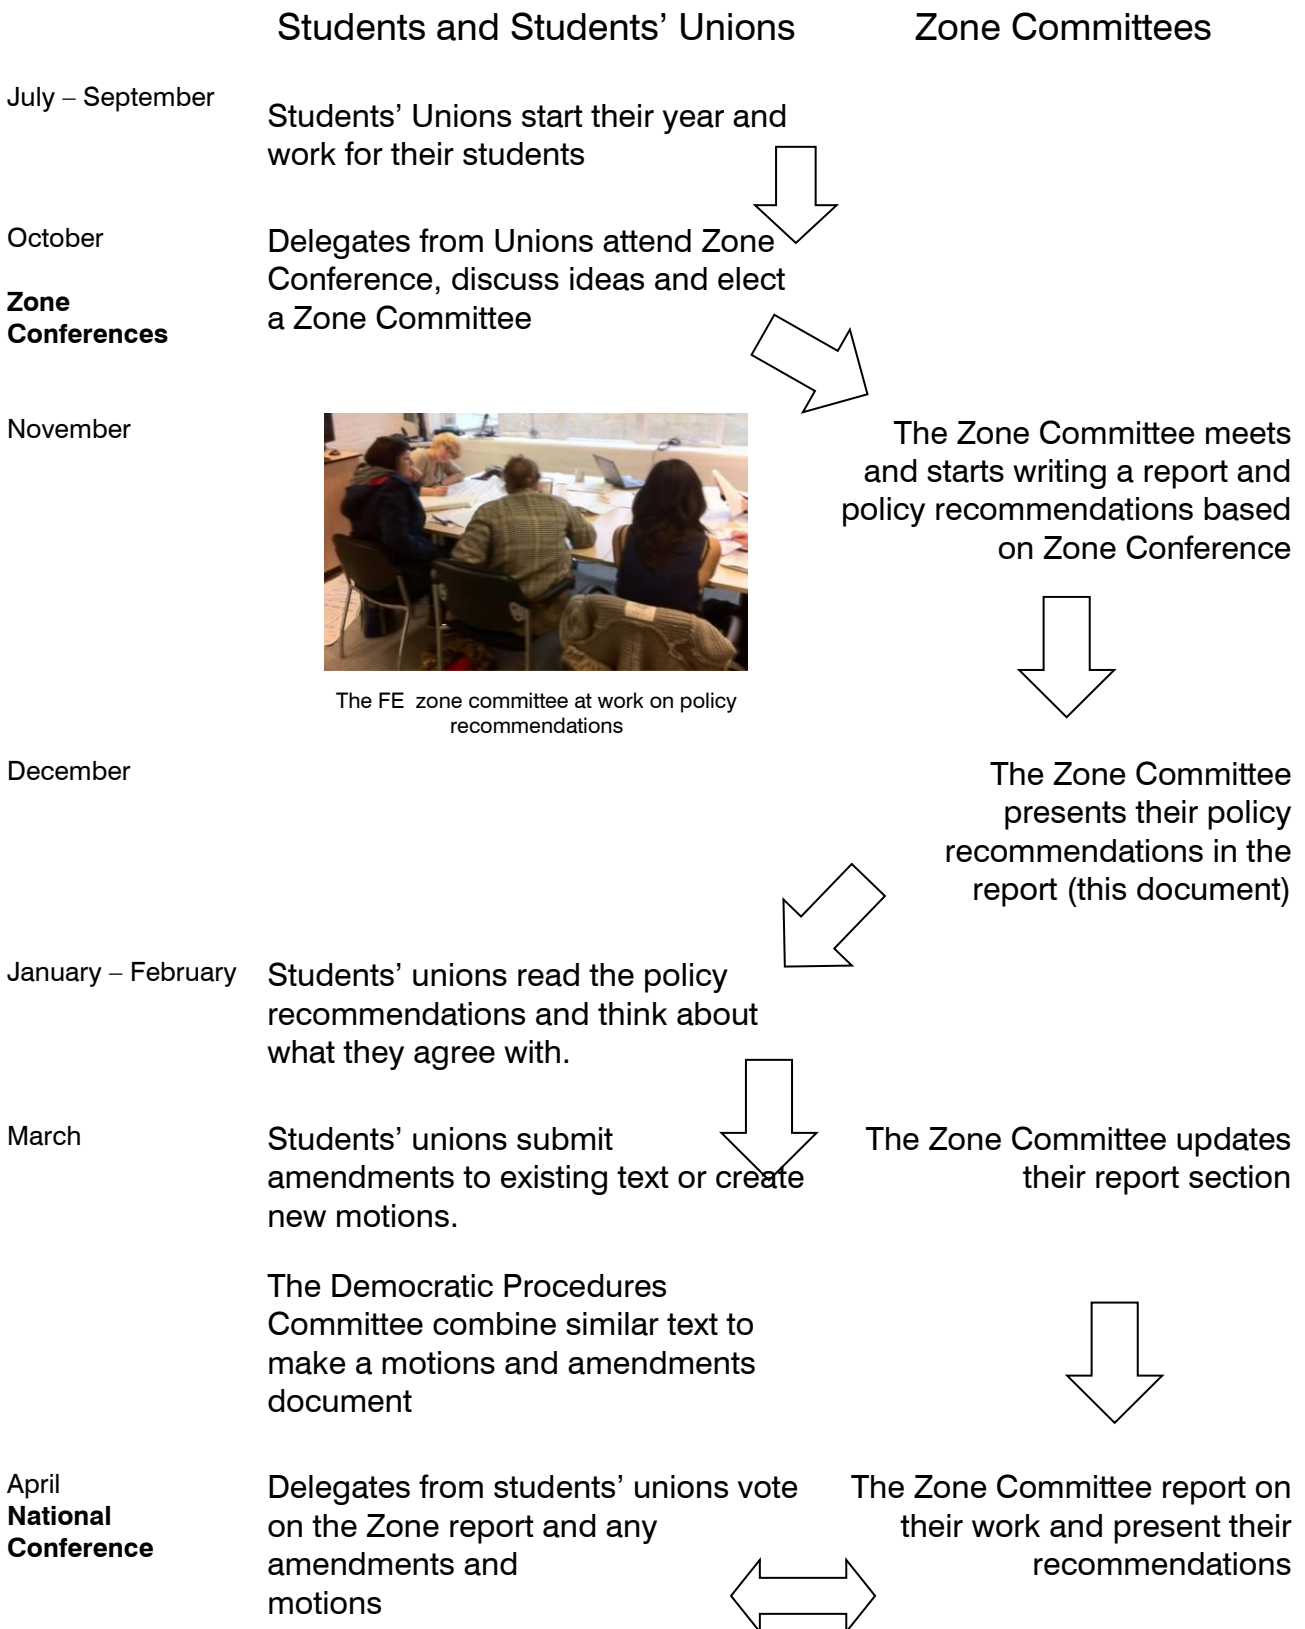 Students and Students’ Unions
Zone Committees
July – September
Students’ Unions start their year and
work for their students
October
Zone
Conferences
Delegates from Unions attend Zone
Conference, discuss ideas and elect
a Zone Committee
November
The Zone Committee meets
and starts writing a report and
policy recommendations based
on Zone Conference
The FE  zone committee at work on policy
recommendations
December
The Zone Committee
presents their policy
recommendations in the
report (this document)
January – February
Students’ unions read the policy
recommendations and think about
what they agree with.
March
Students’ unions submit
amendments to existing text or create
new motions.
The Zone Committee updates
their report section
The Democratic Procedures
Committee combine similar text to
make a motions and amendments
document
April
National
Conference
Delegates from students’ unions vote
on the Zone report and any
amendments and
motions
The Zone Committee report on
their work and present their
recommendations